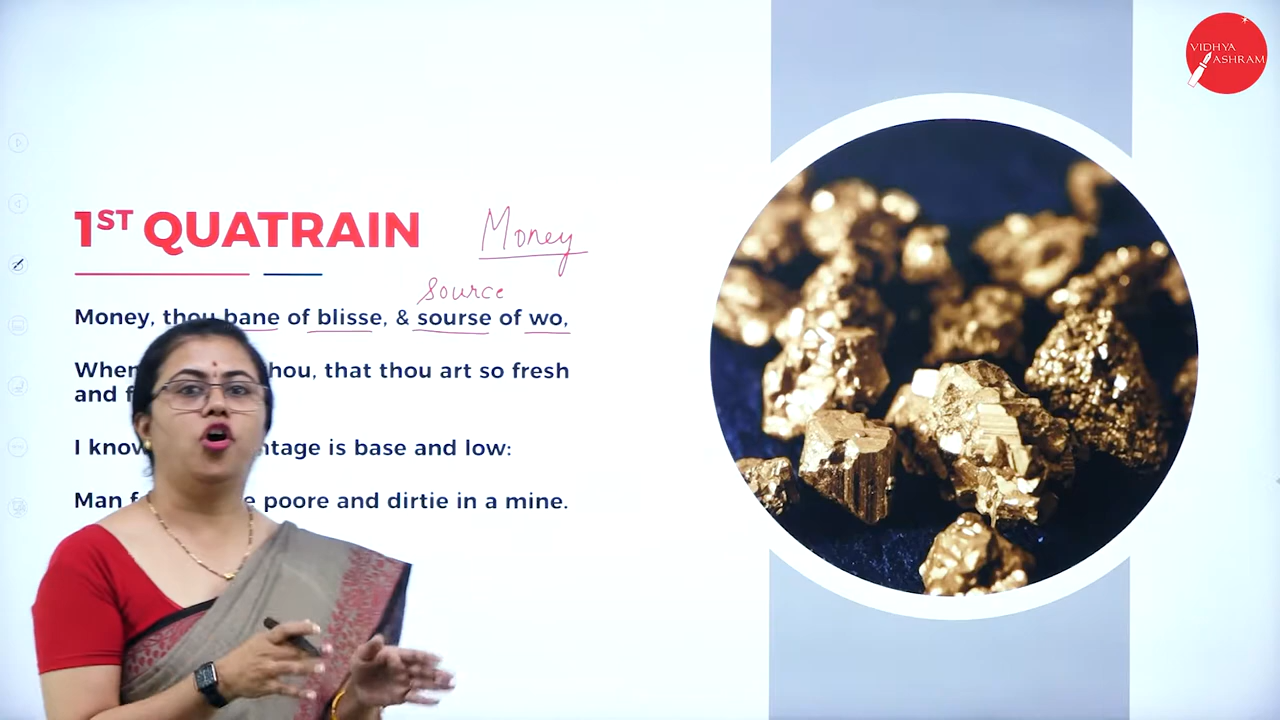 VIDHYA
ASHRAM
1ST QUATRAIN
Money
source
Money, thou bane of blisse, & sourse of wo,
When hou, that thou art so fresh
and f
I know ntage is base and low:
Man f e poore and dirtie in a mine.